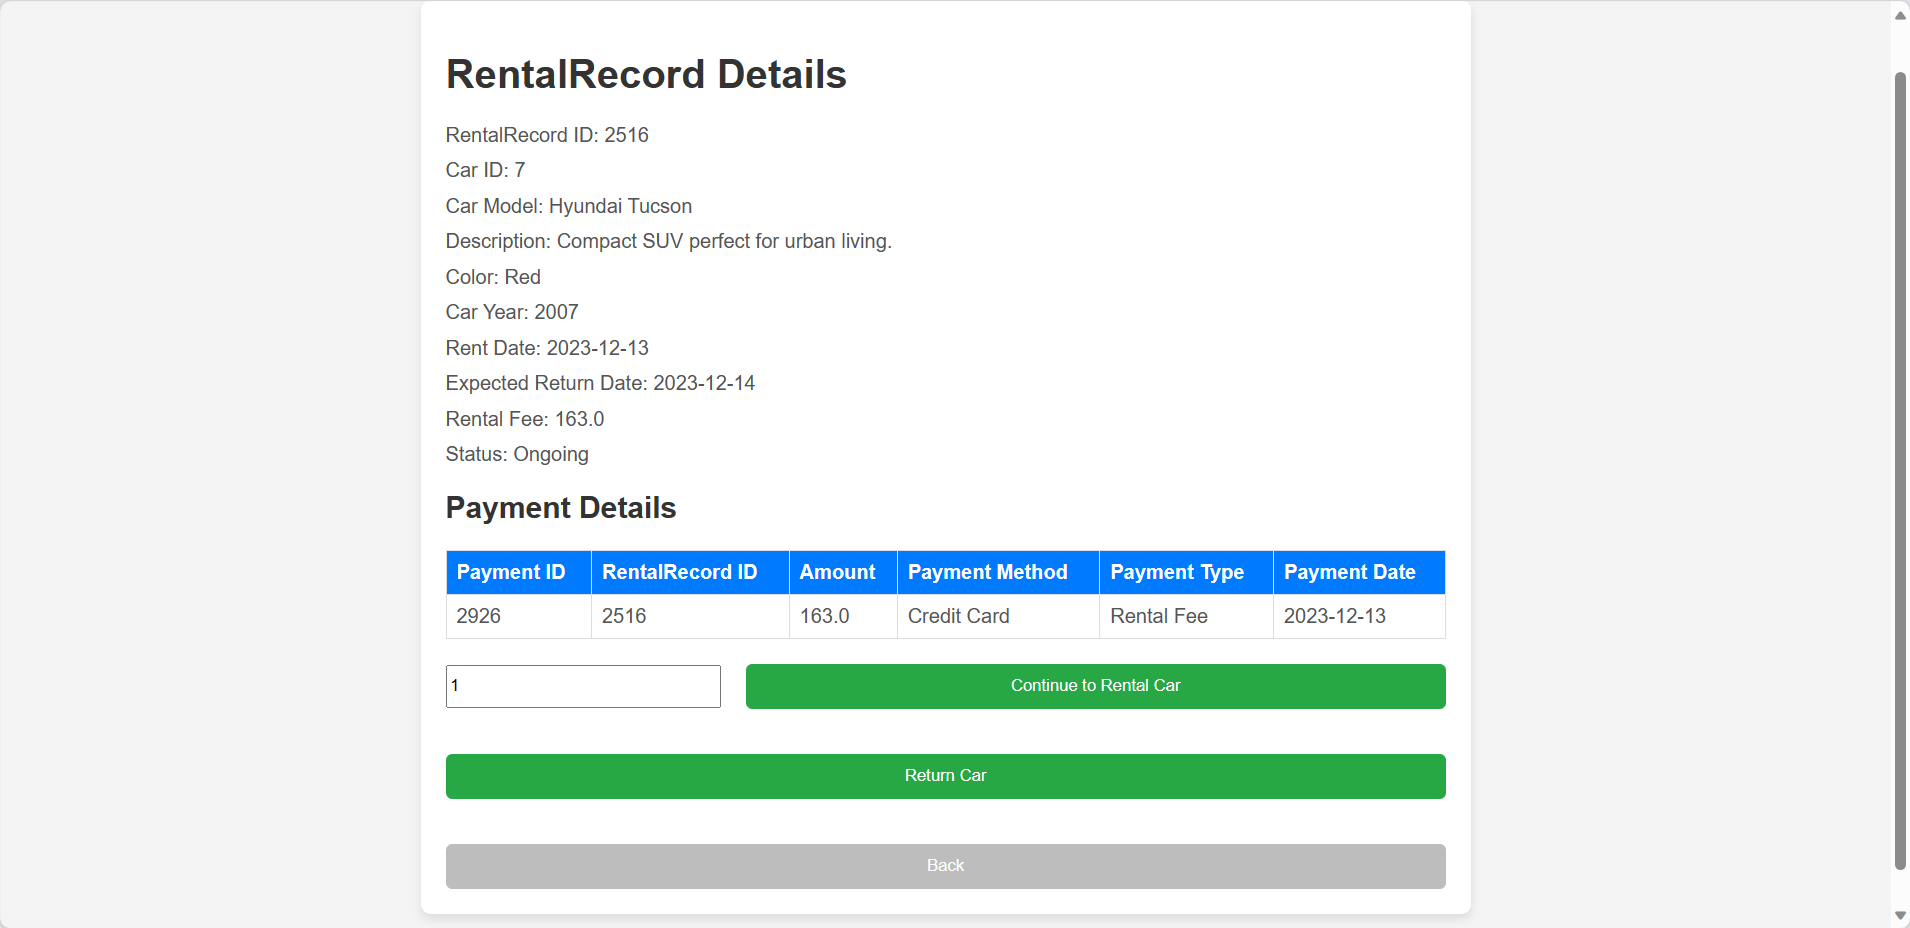 RentalRecord Details
RentalRecord ID: 2516
Car ID: 7
Car Model: Hyundai Tucson
Description: Compact SUV perfect for urban living.
Color: Red
Car Year: 2007
Rent Date: 2023-12-13
Expected Return Date: 2023-12-14
Rental Fee: 163.0
Status: Ongoing
Payment Details
Payment ID RentalRecord ID Amount Payment Method Payment Type Payment Date
2926 2516 163.0 Credit Card Rental Fee 2023-12-13
1 Continue to Rental Car
Return Car
Back